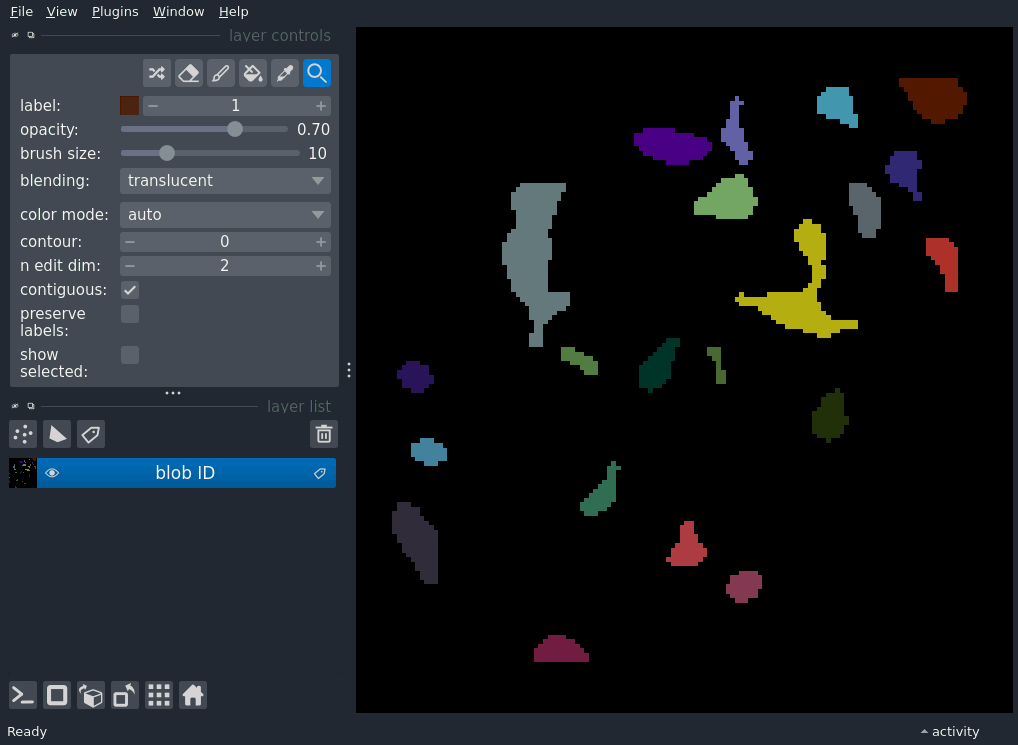 File View Plugins Window Help
layer controls
label: 1
opacity: 0.70
brush size: 10
blending: translucent
color mode: auto
contour: 0
n edit dim: 2
contiguous:
preserve
labels:
show
selected:
layer list
blob ID
Ready
activity